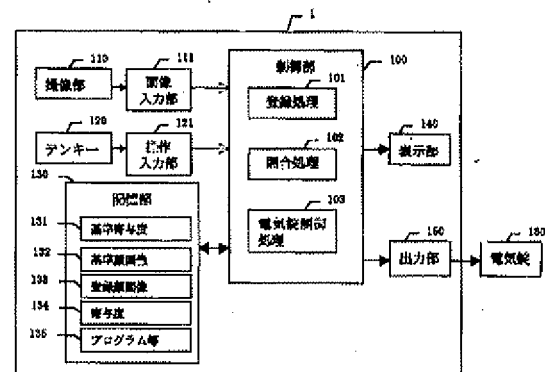 1
110
撮像部
111
画像
入力部
制御部
100
101
登録処理
120
テンキー
121
操作
入力部
102
照合処理
140
表示部
130
記憶部
103
電気錠制御
処理
131
基準寄与度
132
基準顔画像
133
登録顔画像
134
寄与度
135
プログラム等
150
出力部
180
電気錠